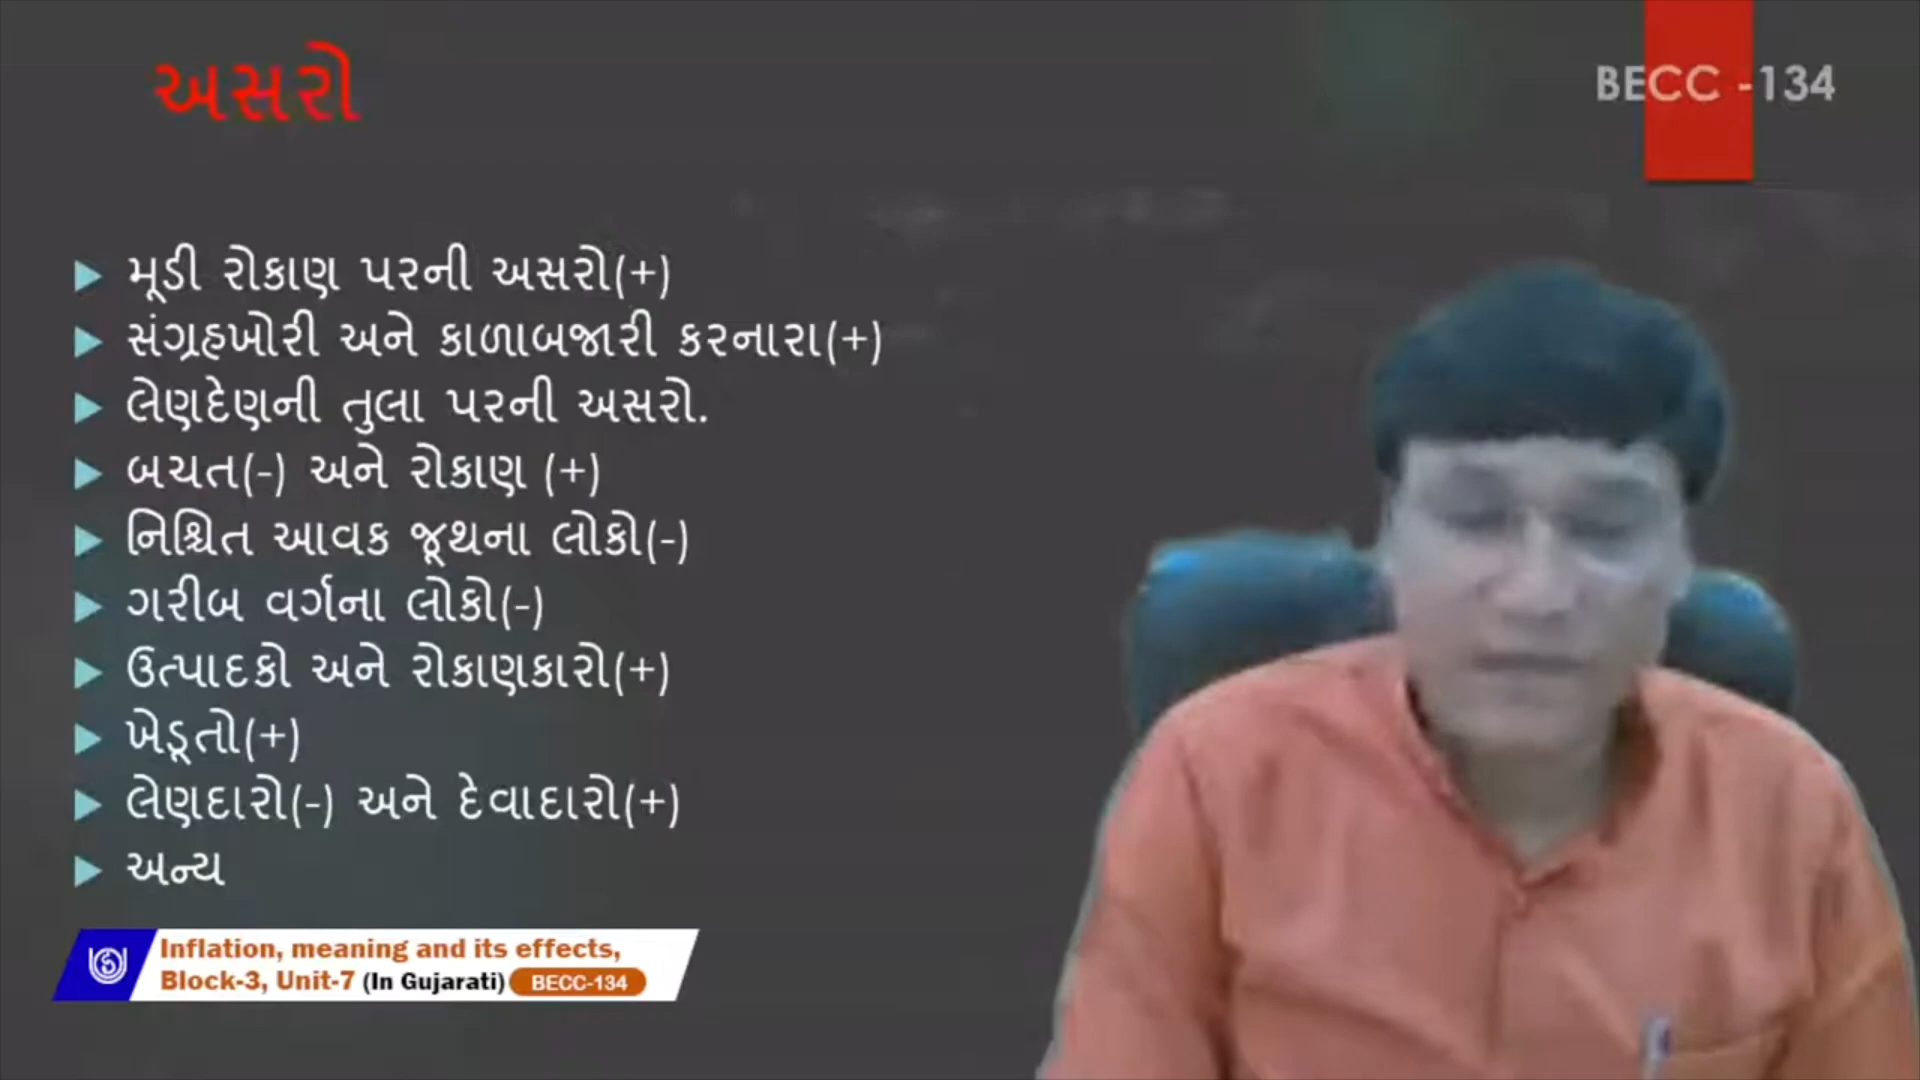 અસરો
BECC -134
મૂડી રોકાણ પરની અસરો(+)
સંગ્રહખોરી અને કાળાબજારી કરનારા(+)
લેણદેણની તુલા પરની અસરો.
બચત(-) અને રોકાણ (+)
નિશ્ચિત આવક જૂથના લોકો(-)
ગરીબ વર્ગના લોકો(-)
ઉત્પાદકો અને રોકાણકારો(+)
ખેડૂતો(+)
લેણદારો(-) અને દેવાદારો(+)
અન્ય
Inflation, meaning and its effects,
Block-3, Unit-7 (In Gujarati) BECC-134